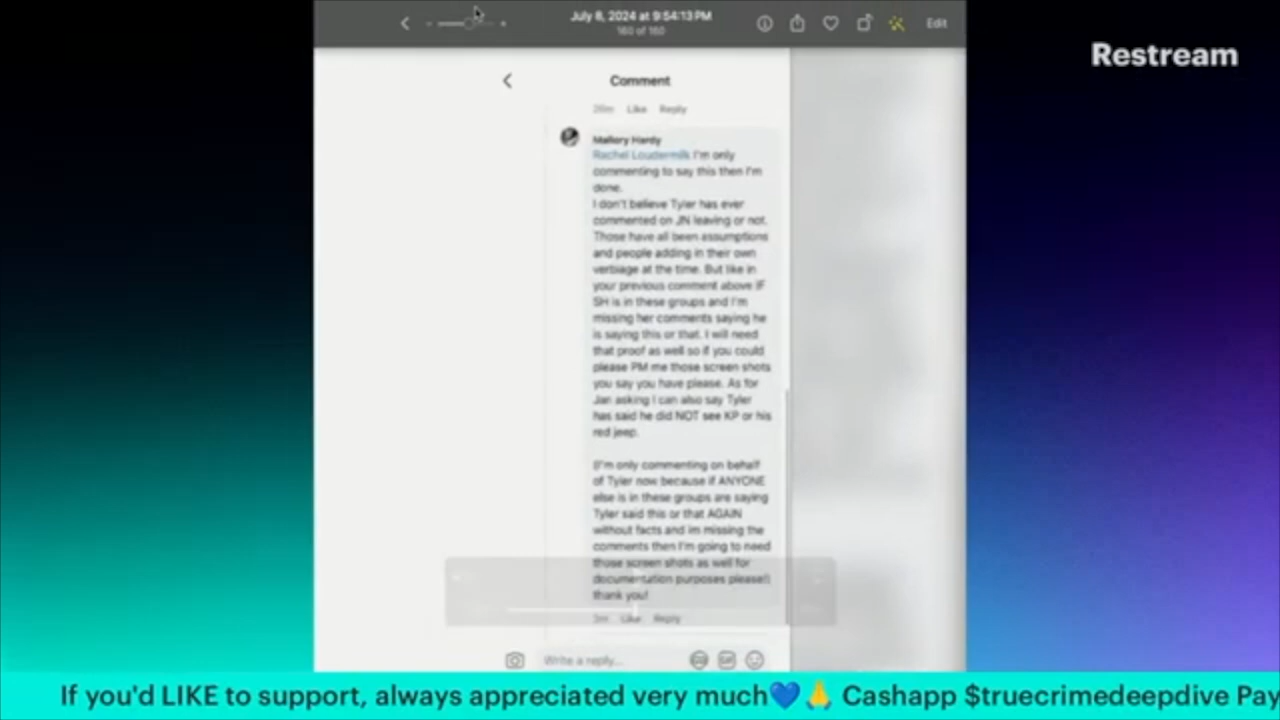 July 8, 2024 at 9:54:13 PM
160 of 160
Edit
Restream
Comment
Like Reply
Mallory Hardy
Rachel Loudermilk I'm only
commenting to say this then I'm
done.
I don't believe Tyler has ever
commented on JN leaving or not.
Those have all been assumptions
and people adding in their own
verbiage at the time. But like in
your previous comment above IF
SH is in these groups and I'm
missing her comments saying he
is saying this or that. I will need
that proof as well so if you could
please PM me those screen shots
you say you have please. As for
Jan asking I can also say Tyler
has said he did NOT see KP or his
red jeep.
(I'm only commenting on behalf
of Tyler now because if ANYONE
else is in these groups are saying
Tyler said this or that AGAIN
without facts and im missing the
comments then I'm going to need
those screen shots as well for
documentation purposes please!)
thank you!
3m Like Reply
Write a reply...
GIF
If you'd LIKE to support, always appreciated very much💙🙏 Cashapp $truecrimedeepdive Pay